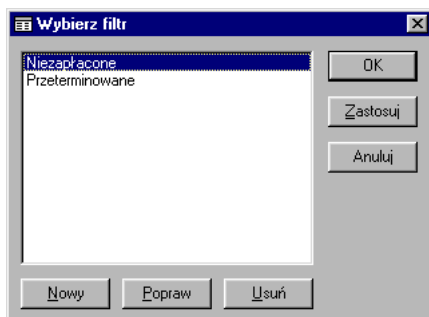 Wybierz filtr
Niezapłacone
Przeterminowane
OK
Zastosuj
Anuluj
Nowy
Popraw
Usuń